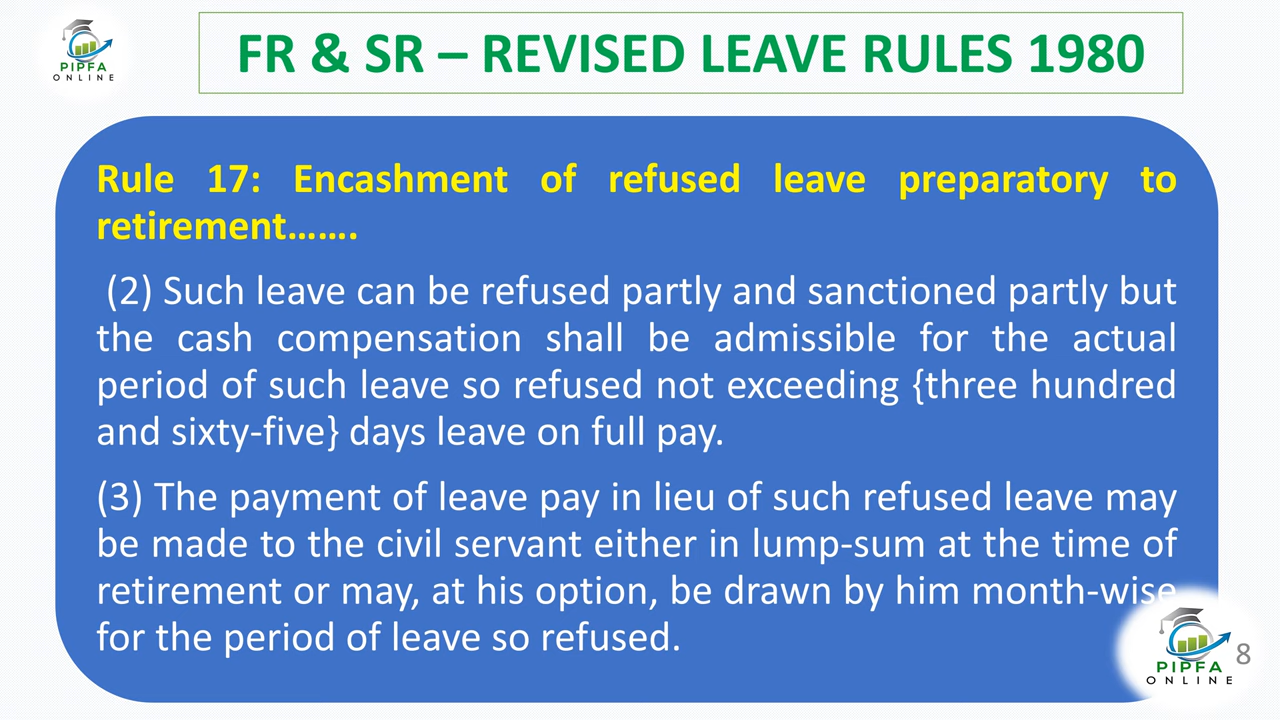 PIPFA
ONLINE
FR & SR – REVISED LEAVE RULES 1980
Rule 17: Encashment of refused leave preparatory to
retirement…….
(2) Such leave can be refused partly and sanctioned partly but
the cash compensation shall be admissible for the actual
period of such leave so refused not exceeding {three hundred
and sixty-five} days leave on full pay.
(3) The payment of leave pay in lieu of such refused leave may
be made to the civil servant either in lump-sum at the time of
retirement or may, at his option, be drawn by him month-wise
for the period of leave so refused.
PIPFA
ONLINE
8